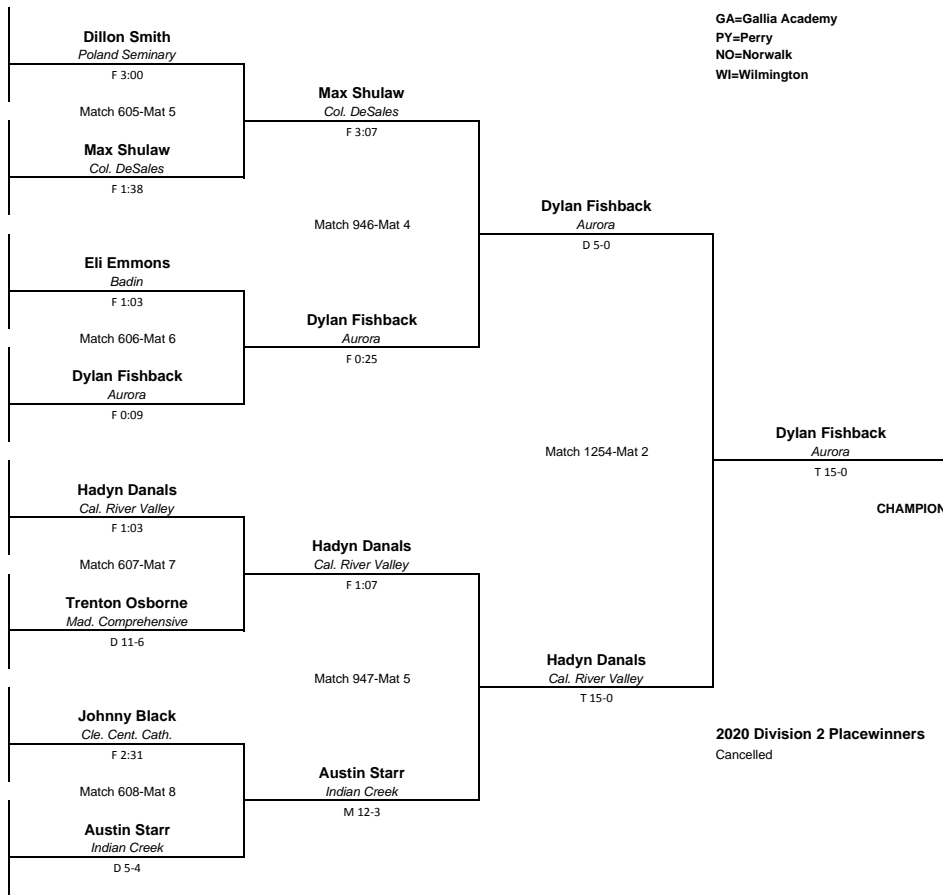 GA=Gallia Academy
PY=Perry
NO=Norwalk
WI=Wilmington
Dillon Smith
Poland Seminary
F 3:00
Match 605-Mat 5
Max Shulaw
Col. DeSales
F 1:38
Max Shulaw
Col. DeSales
F 3:07
Match 946-Mat 4
Eli Emmons
Badin
F 1:03
Match 606-Mat 6
Dylan Fishback
Aurora
F 0:09
Dylan Fishback
Aurora
F 0:25
Dylan Fishback
Aurora
D 5-0
Match 1254-Mat 2
Dylan Fishback
Aurora
T 15-0
CHAMPION
Hadyn Danals
Cal. River Valley
F 1:03
Match 607-Mat 7
Trenton Osborne
Mad. Comprehensive
D 11-6
Hadyn Danals
Cal. River Valley
F 1:07
Match 947-Mat 5
Hadyn Danals
Cal. River Valley
T 15-0
Johnny Black
Cle. Cent. Cath.
F 2:31
Match 608-Mat 8
Austin Starr
Indian Creek
D 5-4
Austin Starr
Indian Creek
M 12-3
2020 Division 2 Placewinners
Cancelled